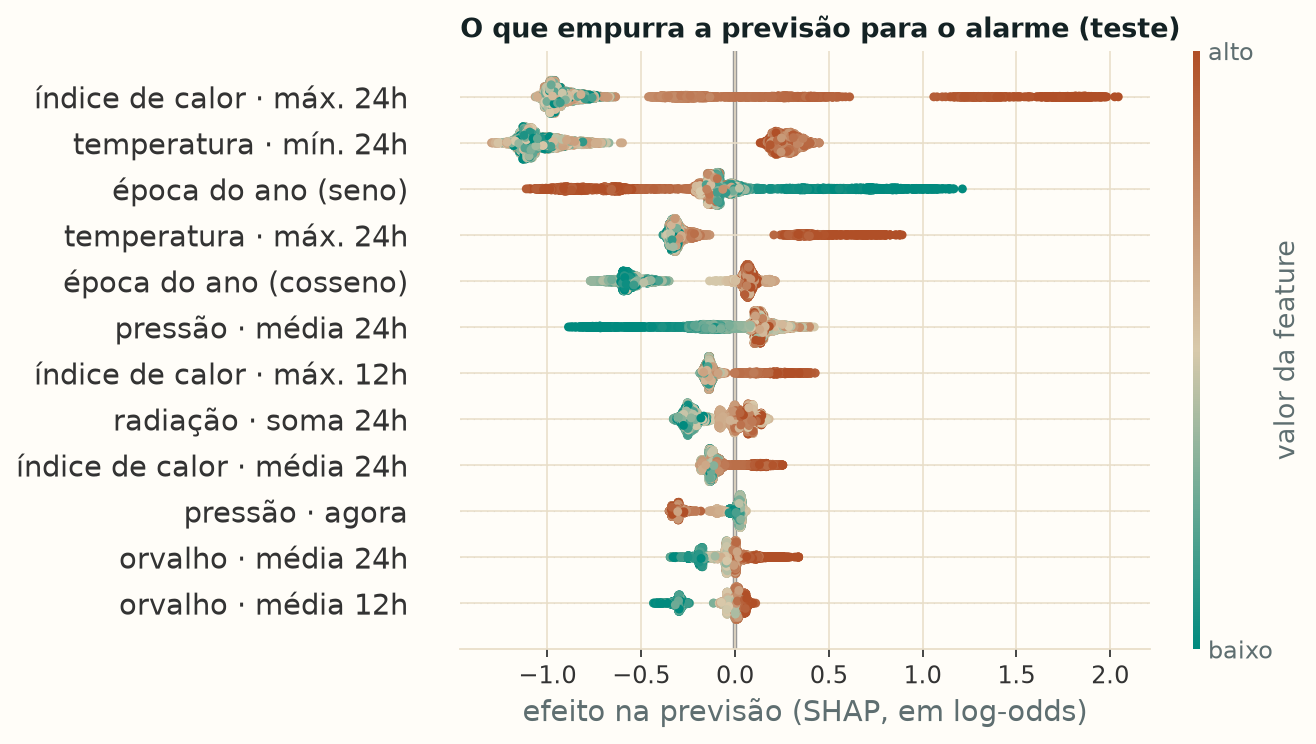 O que empurra a previsão para o alarme (teste)
alto
índice de calor · máx. 24h
temperatura · mín. 24h
época do ano (seno)
temperatura · máx. 24h
época do ano (cosseno)
pressão · média 24h
índice de calor · máx. 12h
radiação · soma 24h
índice de calor · média 24h
pressão · agora
orvalho · média 24h
orvalho · média 12h
valor da feature
baixo
−1.0 −0.5 0.0 0.5 1.0 1.5 2.0
efeito na previsão (SHAP, em log-odds)